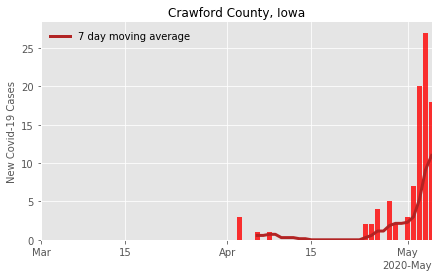 Crawford County, Iowa
7 day moving average
New Covid-19 Cases
25
20
15
10
5
0
Mar 15 Apr 15 May
2020-May